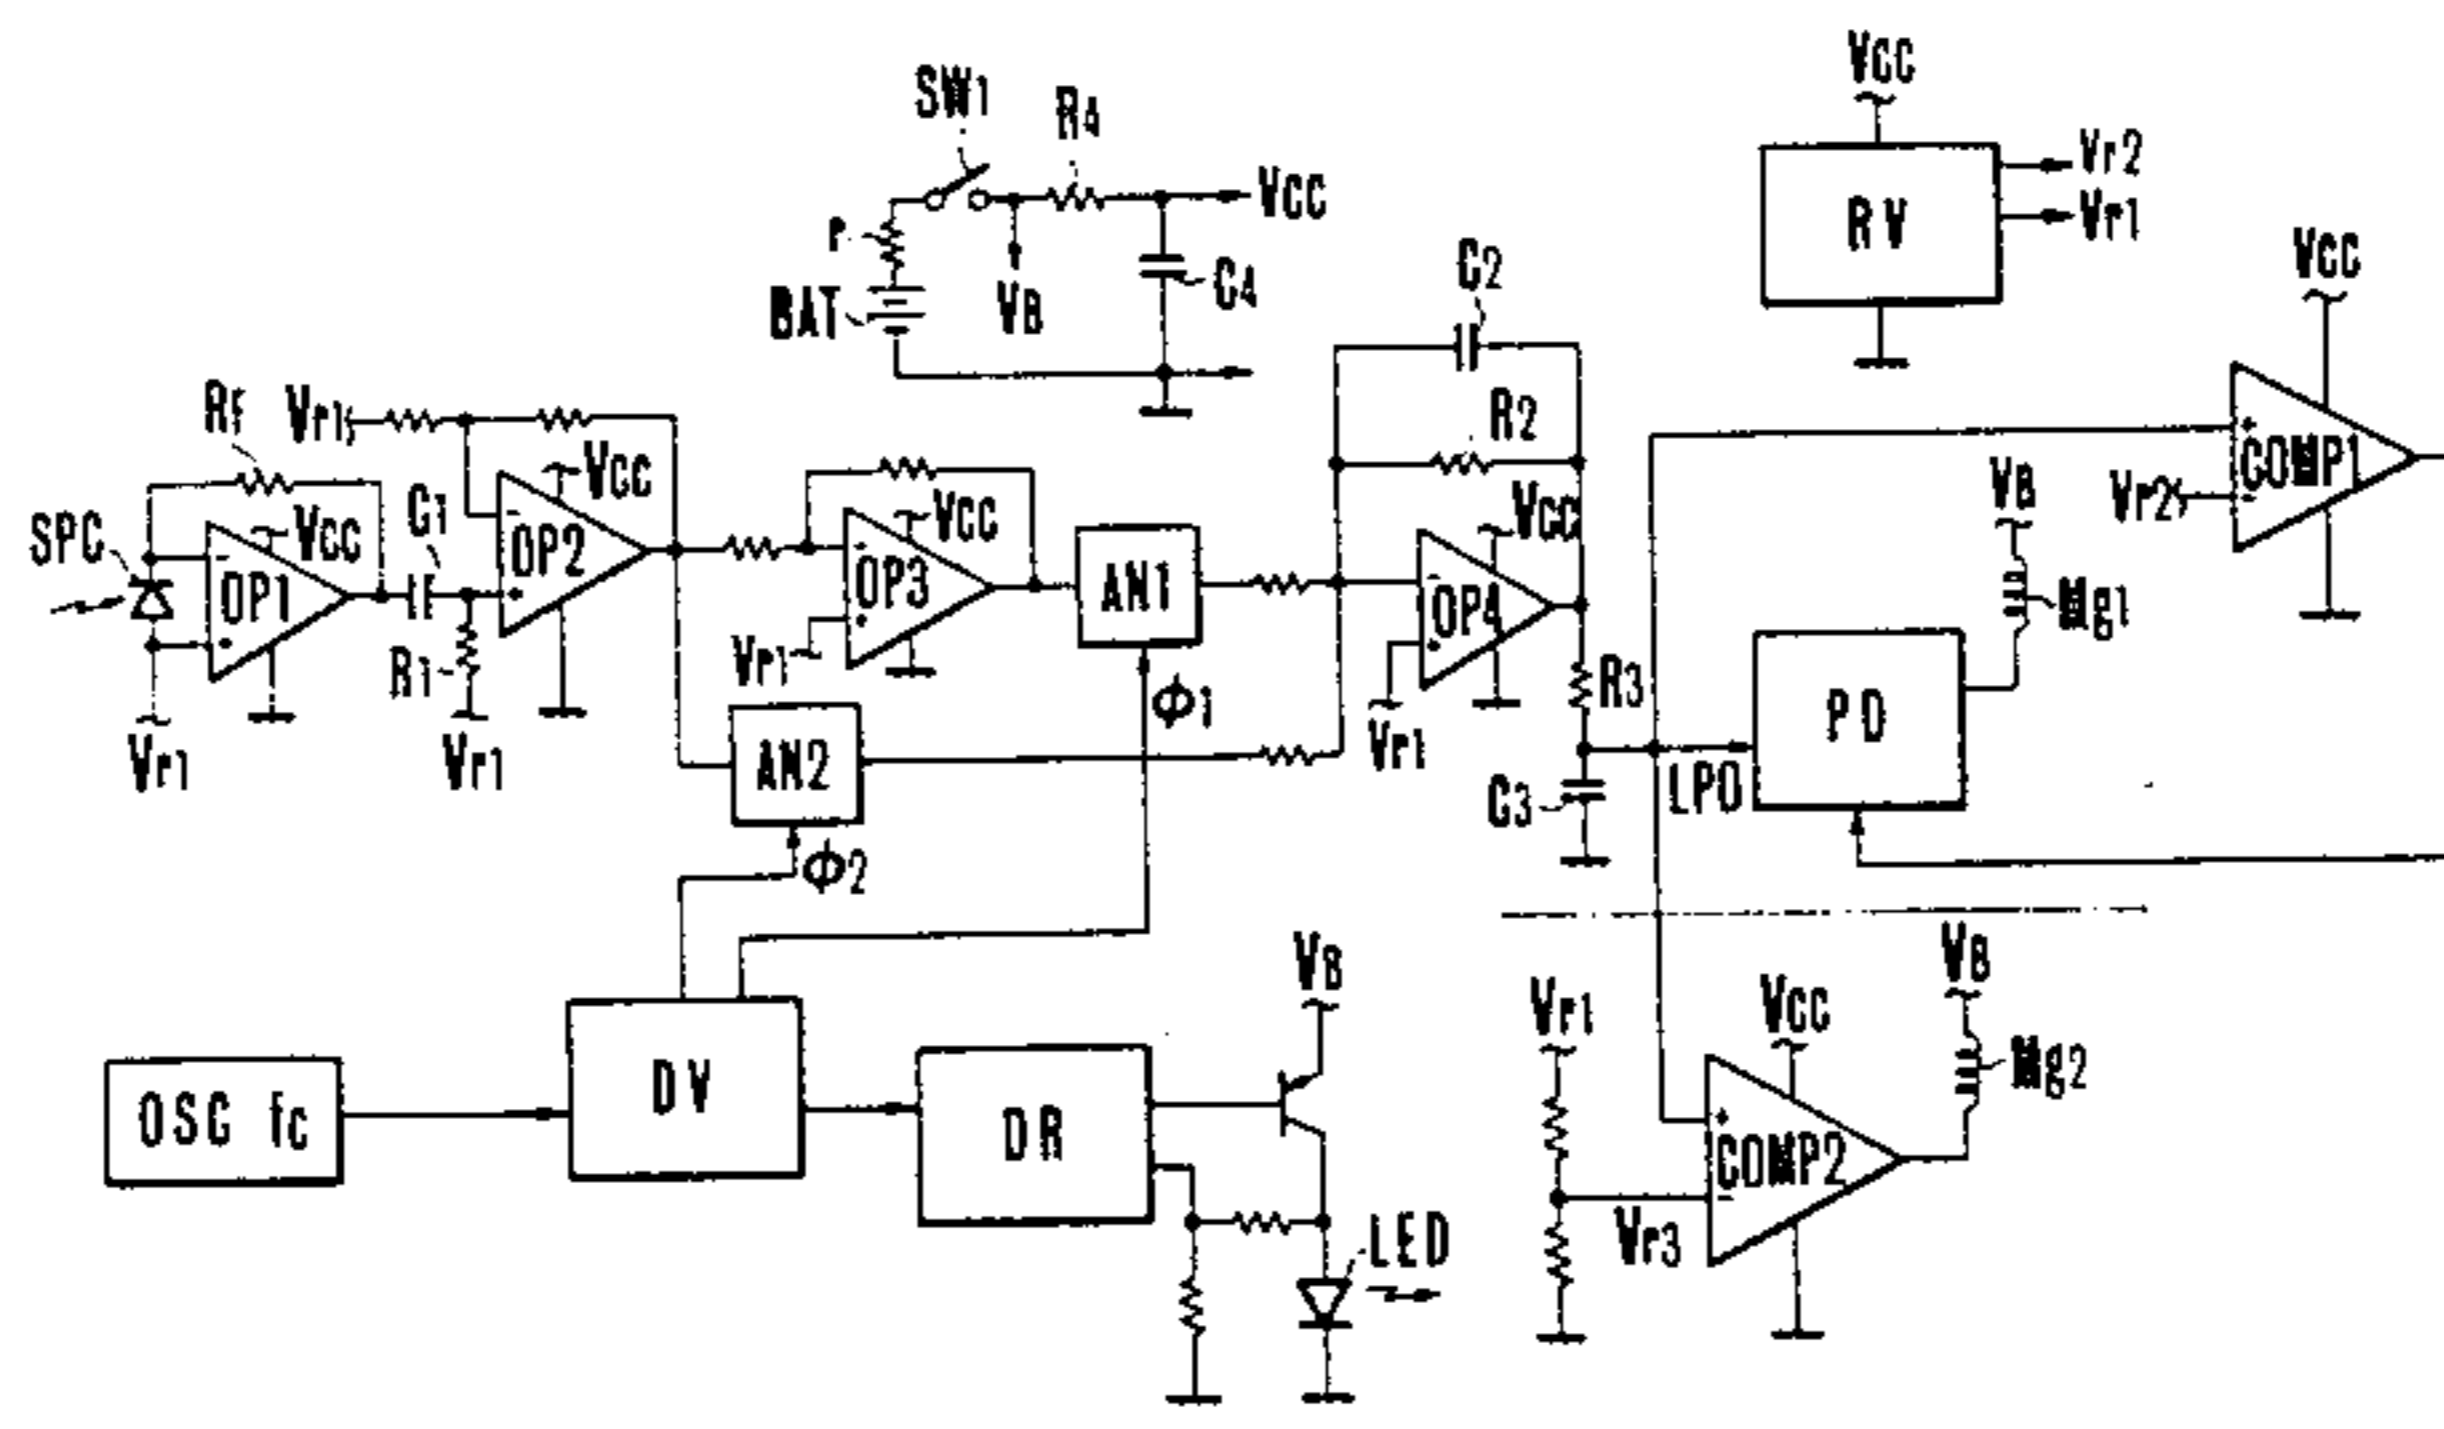 VCC
SW1
R4
Vr2
VCC
RV
Vr1
r
C2
VCC
BAT
VB
C4
RF
Vr1
R2
COMP1
VCC
VCC
VB
Vr2
SPC
VCC
C1
OP2
VCC
OP1
OP3
AN1
OP4
Mg1
R1
Vr1
R3
PD
Vr1
Vr1
AN2
Φ1
Vr1
LPO
C3
Φ2
VB
VB
Vr1
VCC
DV
Mg2
OSC fc
DR
COMP2
LED
Vr3